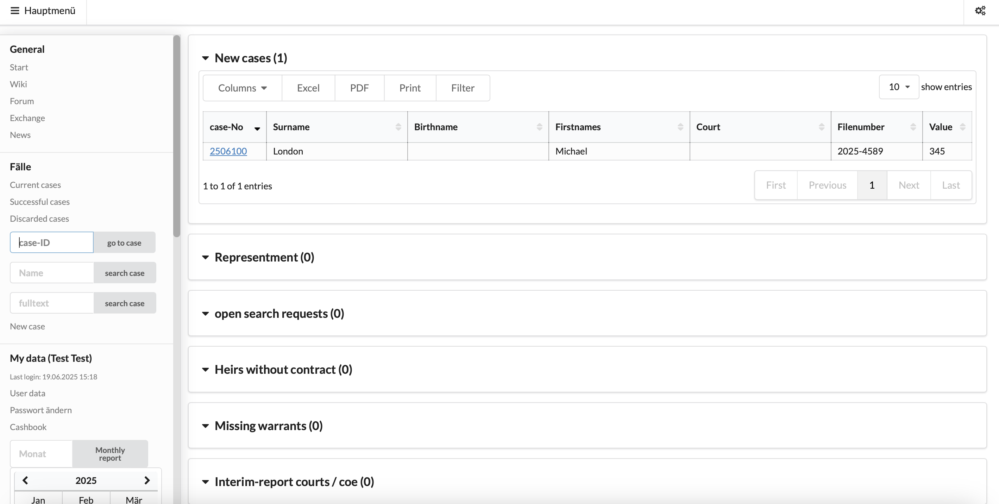 Hauptmenü
General
Start
Wiki
Forum
Exchange
News
Fälle
Current cases
Successful cases
Discarded cases
case-ID go to case
Name search case
fulltext search case
New case
My data (Test Test)
Last login: 19.06.2025 15:18
User data
Passwort ändern
Cashbook
Monat Monthly report
2025
Jan Feb Mär
New cases (1)
Columns Excel PDF Print Filter 10 show entries
case-No Surname Birthname Firstnames Court Filenumber Value
2506100 London Michael 2025-4589 345
1 to 1 of 1 entries First Previous 1 Next Last
Representment (0)
open search requests (0)
Heirs without contract (0)
Missing warrants (0)
Interim-report courts / coe (0)